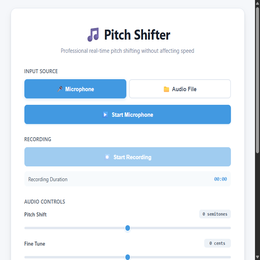 Pitch Shifter
Professional real-time pitch shifting without affecting speed
INPUT SOURCE
Microphone
Audio File
Start Microphone
RECORDING
Start Recording
Recording Duration
00:00
AUDIO CONTROLS
Pitch Shift
0 semitones
Fine Tune
0 cents